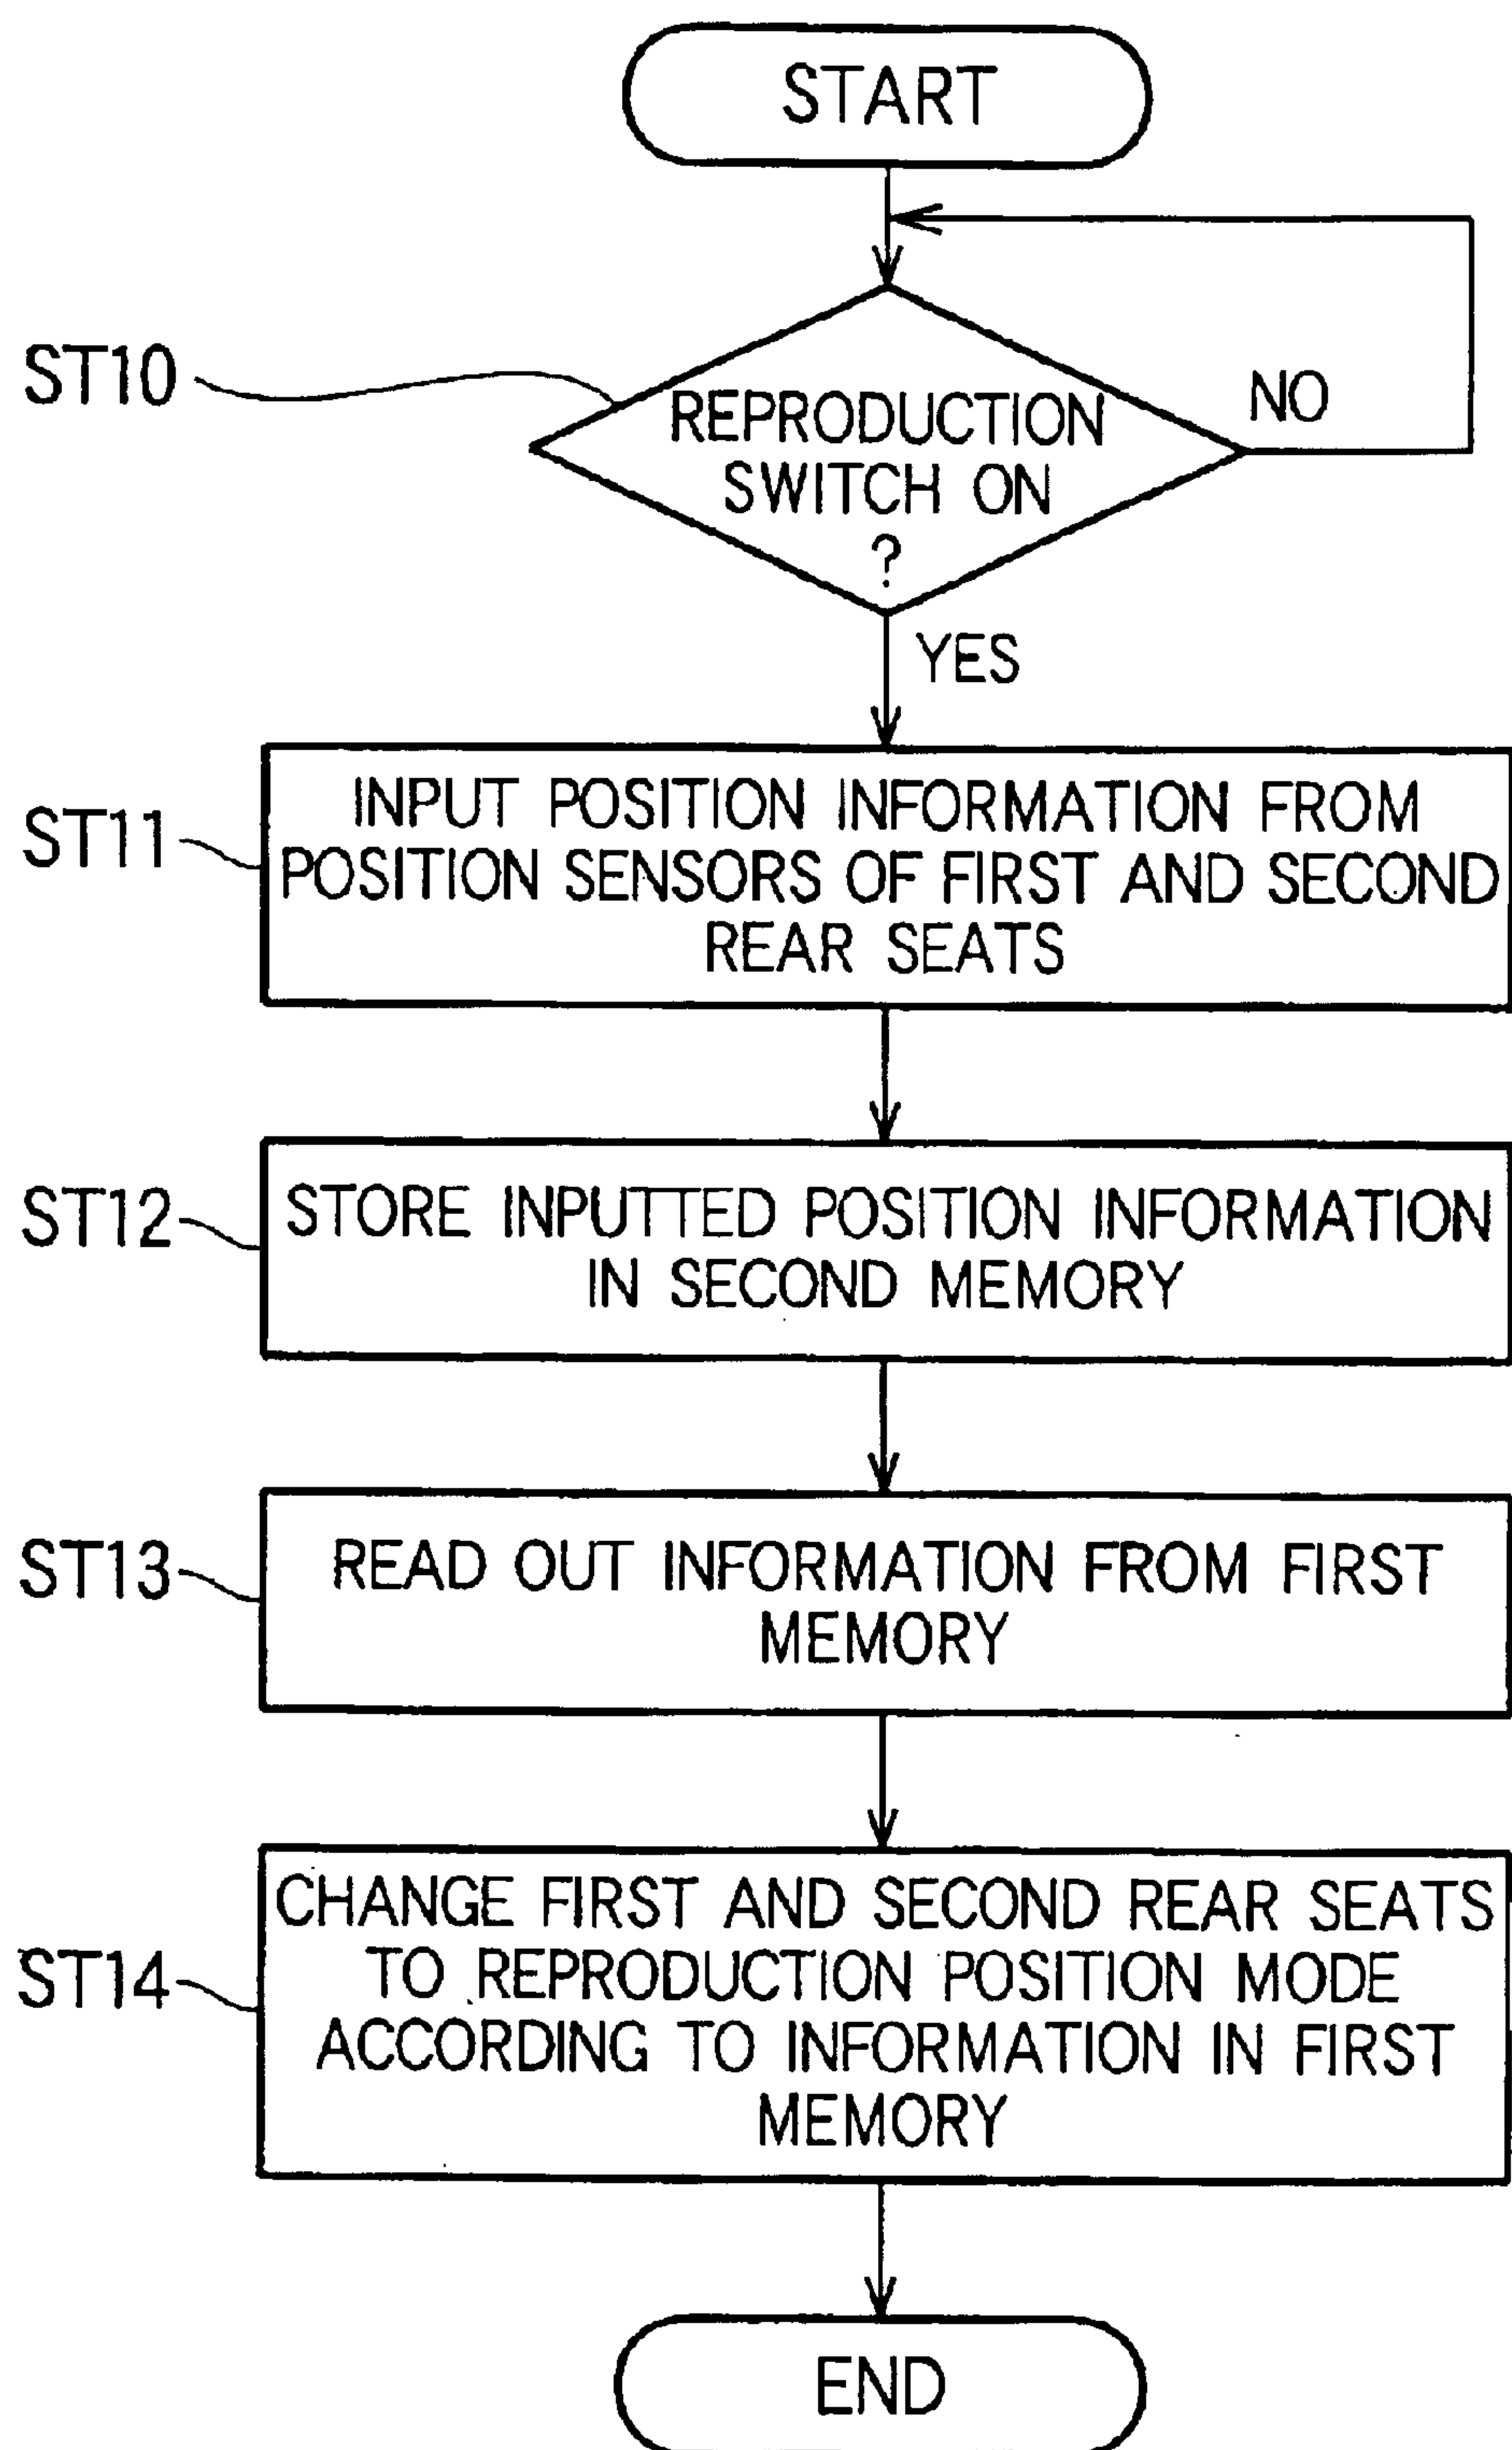 START
ST10
REPRODUCTION
SWITCH ON
?
NO
YES
ST11
INPUT POSITION INFORMATION FROM
POSITION SENSORS OF FIRST AND SECOND
REAR SEATS
ST12
STORE INPUTTED POSITION INFORMATION
IN SECOND MEMORY
ST13
READ OUT INFORMATION FROM FIRST
MEMORY
ST14
CHANGE FIRST AND SECOND REAR SEATS
TO REPRODUCTION POSITION MODE
ACCORDING TO INFORMATION IN FIRST
MEMORY
END